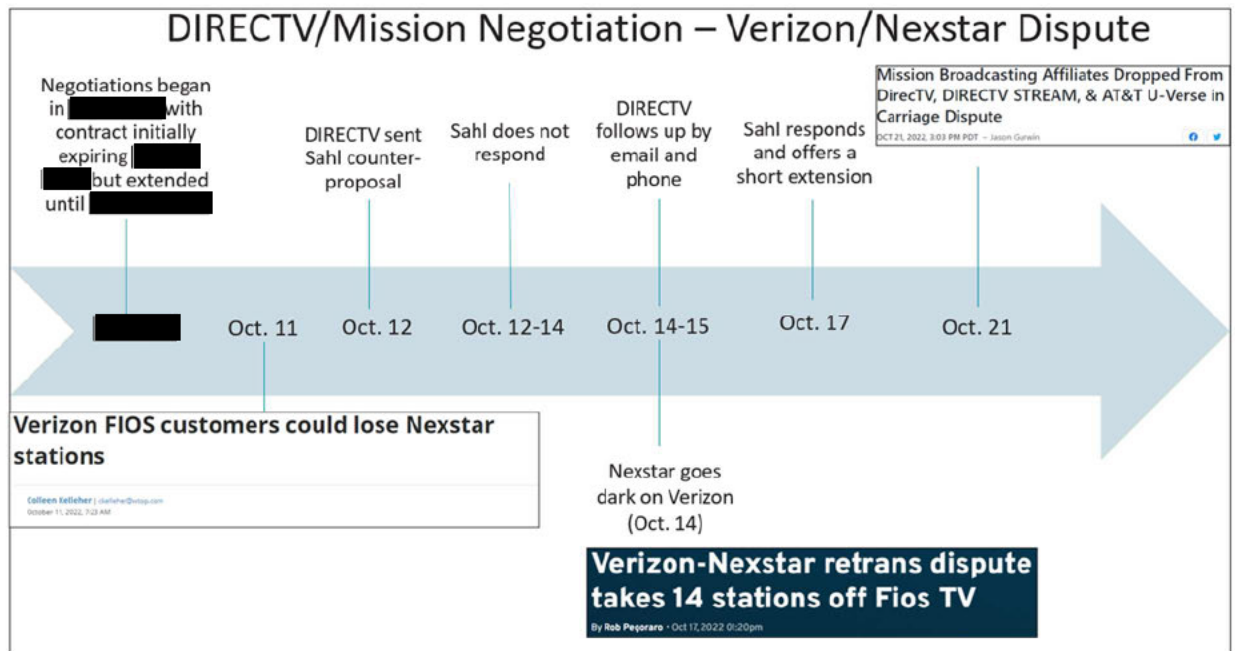 DIRECTV/Mission Negotiation – Verizon/Nexstar Dispute
Negotiations began
in with
contract initially
expiring
but extended
until
DIRECTV sent
Sahl counter-
proposal
Sahl does not
respond
DIRECTV
follows up by
email and
phone
Sahl responds
and offers a
short extension
Mission Broadcasting Affiliates Dropped From
DirecTV, DIRECTV STREAM, & AT&T U-Verse in
Carriage Dispute
OCT 21, 2022, 3:03 PM PDT – Jason Gurwin
Oct. 11
Oct. 12
Oct. 12-14
Oct. 14-15
Oct. 17
Oct. 21
Verizon FIOS customers could lose Nexstar
stations
Colleen Kelleher | ckelleher@wtop.com
October 11, 2022, 7:23 AM
Nexstar goes
dark on Verizon
(Oct. 14)
Verizon-Nexstar retrans dispute
takes 14 stations off Fios TV
By Rob Pegoraro • Oct 17, 2022 01:20pm